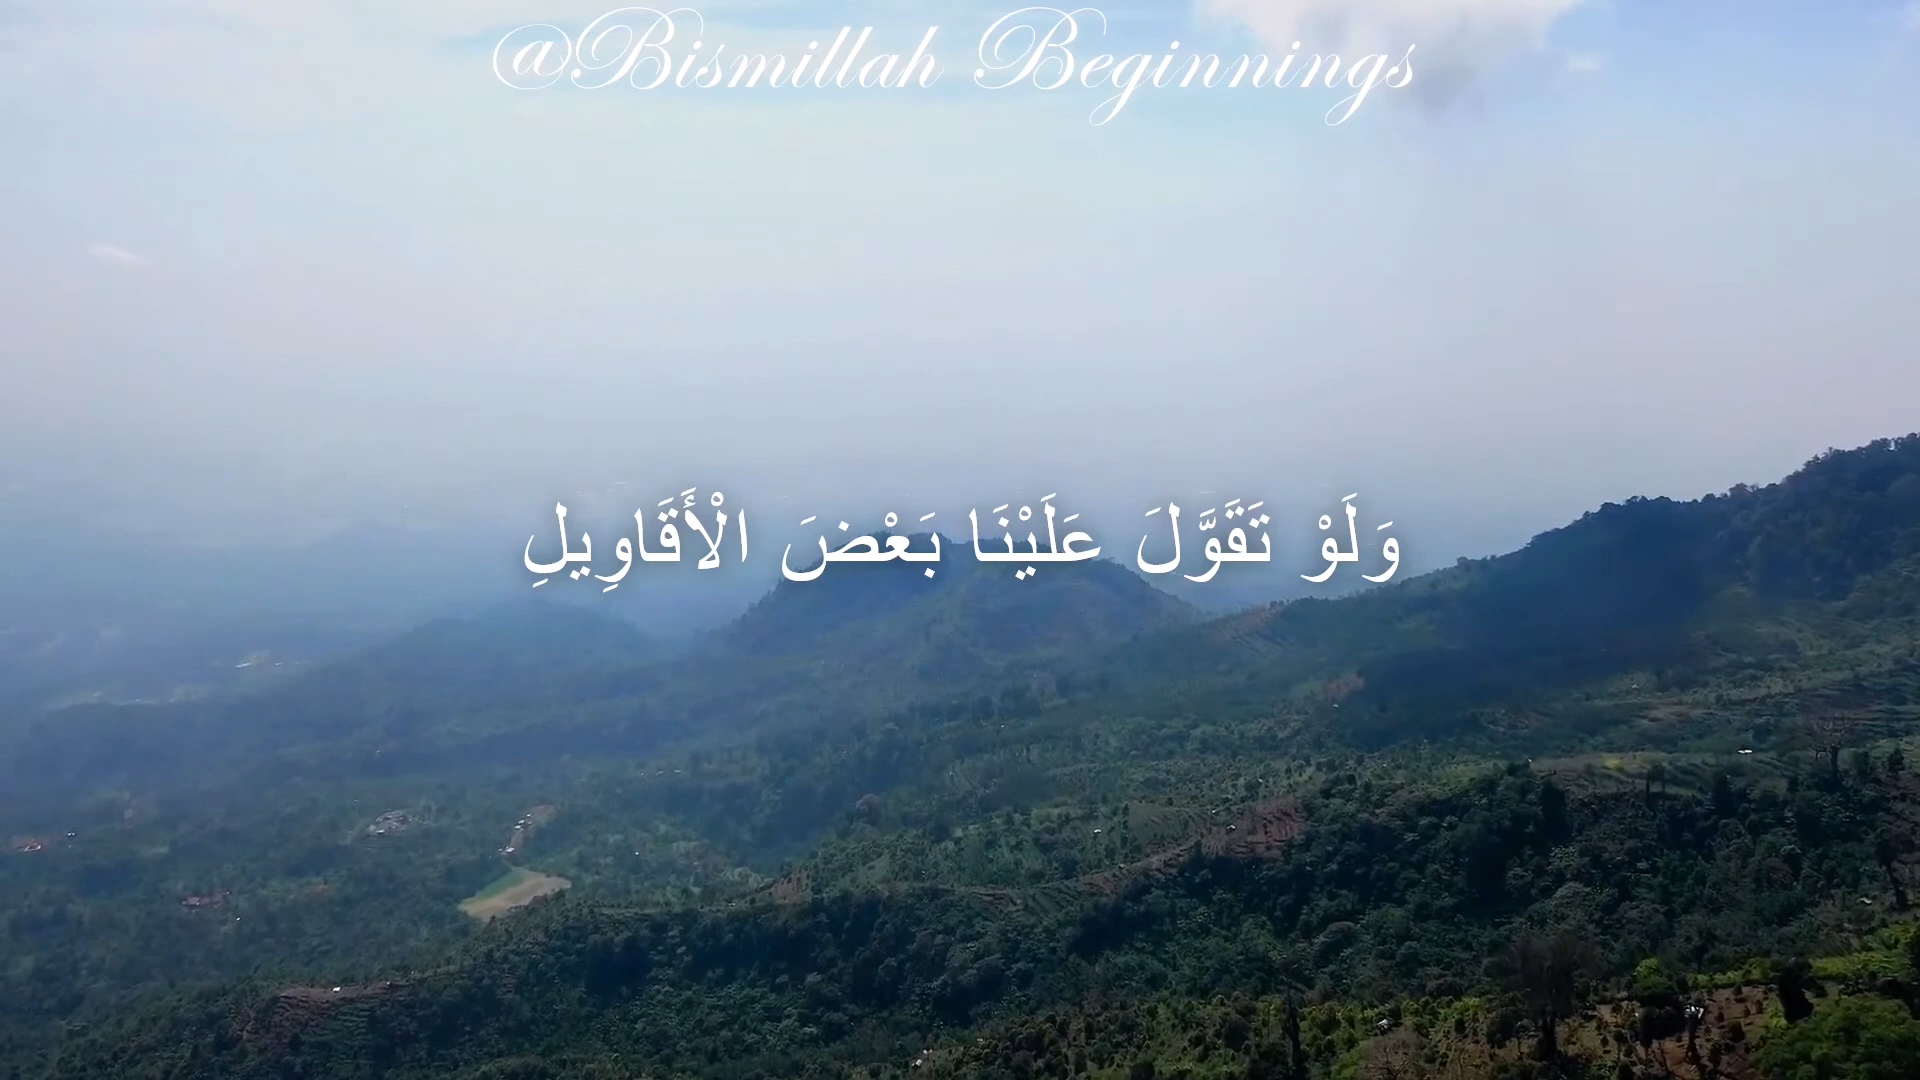 @Bismillah Beginnings
وَلَوْ تَقَوَّلَ عَلَيْنَا بَعْضَ الْأَقَاوِيلِ